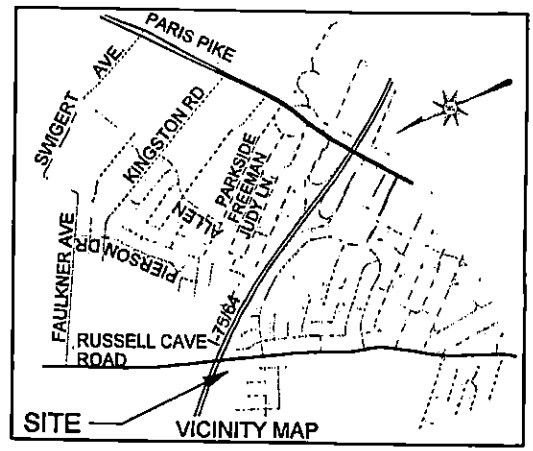 PARIS PIKE
SWIGERT AVE
KINGSTON RD
PARKSIDE
FREEMAN
JUDY LN.
ALLEN
PIERSON DR
FAULKNER AVE
I-75/64
RUSSELL CAVE
ROAD
SITE
VICINITY MAP